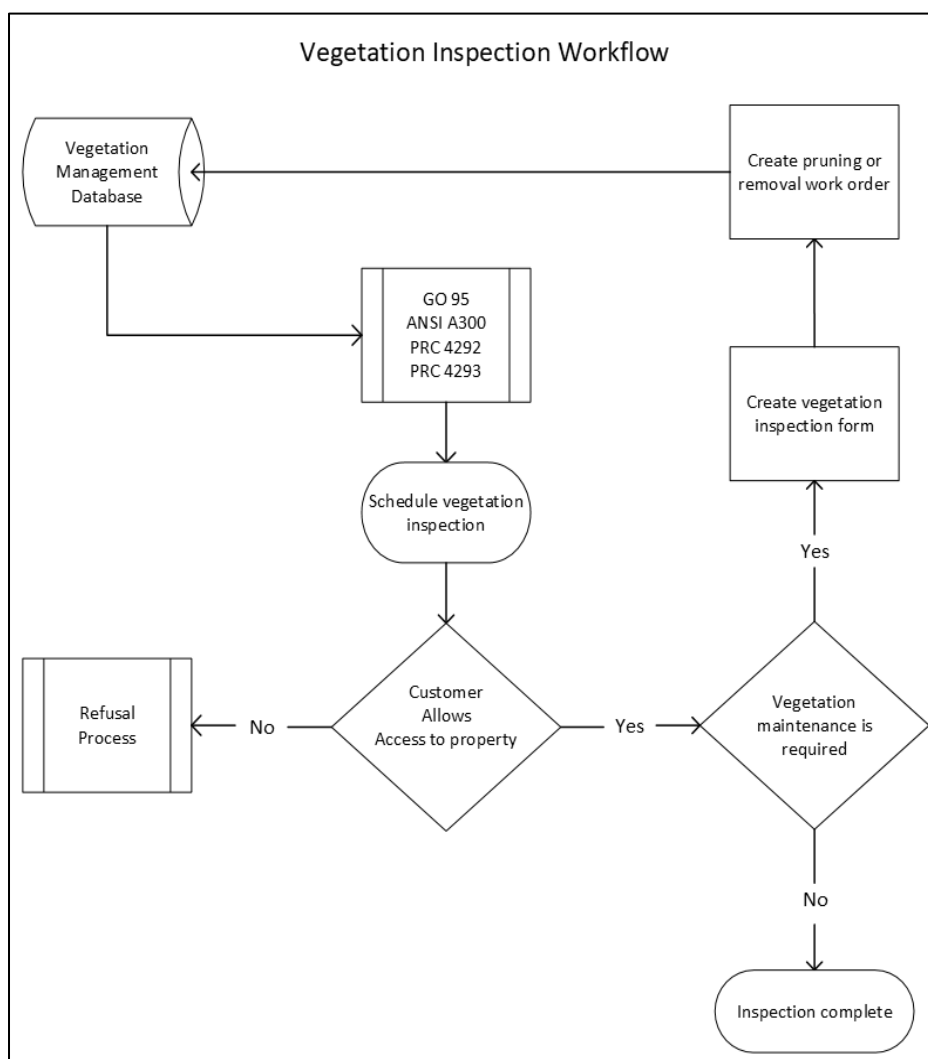 Vegetation Inspection Workflow
Vegetation
Management
Database
Create pruning or
removal work order
GO 95
ANSI A300
PRC 4292
PRC 4293
Create vegetation
inspection form
Schedule vegetation
inspection
Yes
Refusal
Process
No
Customer
Allows
Access to property
Yes
Vegetation
maintenance is
required
No
Inspection complete